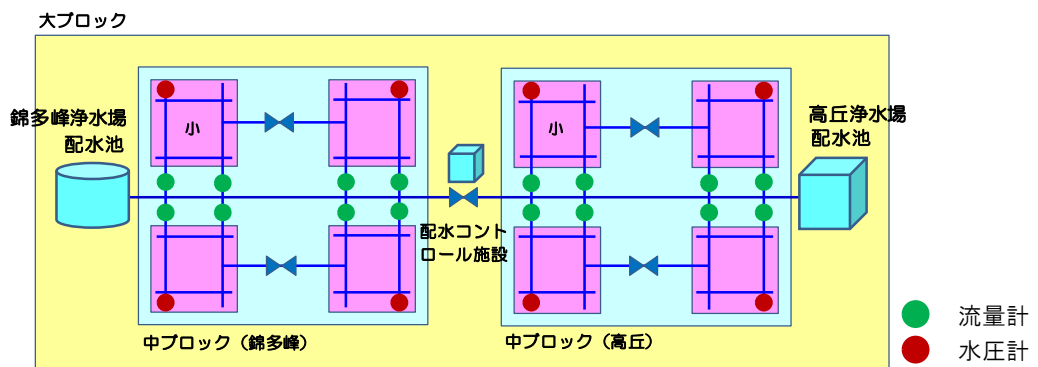 大ブロック
錦多峰浄水場
配水池
小
小
高丘浄水場
配水池
配水コント
ロール施設
中ブロック（錦多峰）
中ブロック（高丘）
流量計
水圧計